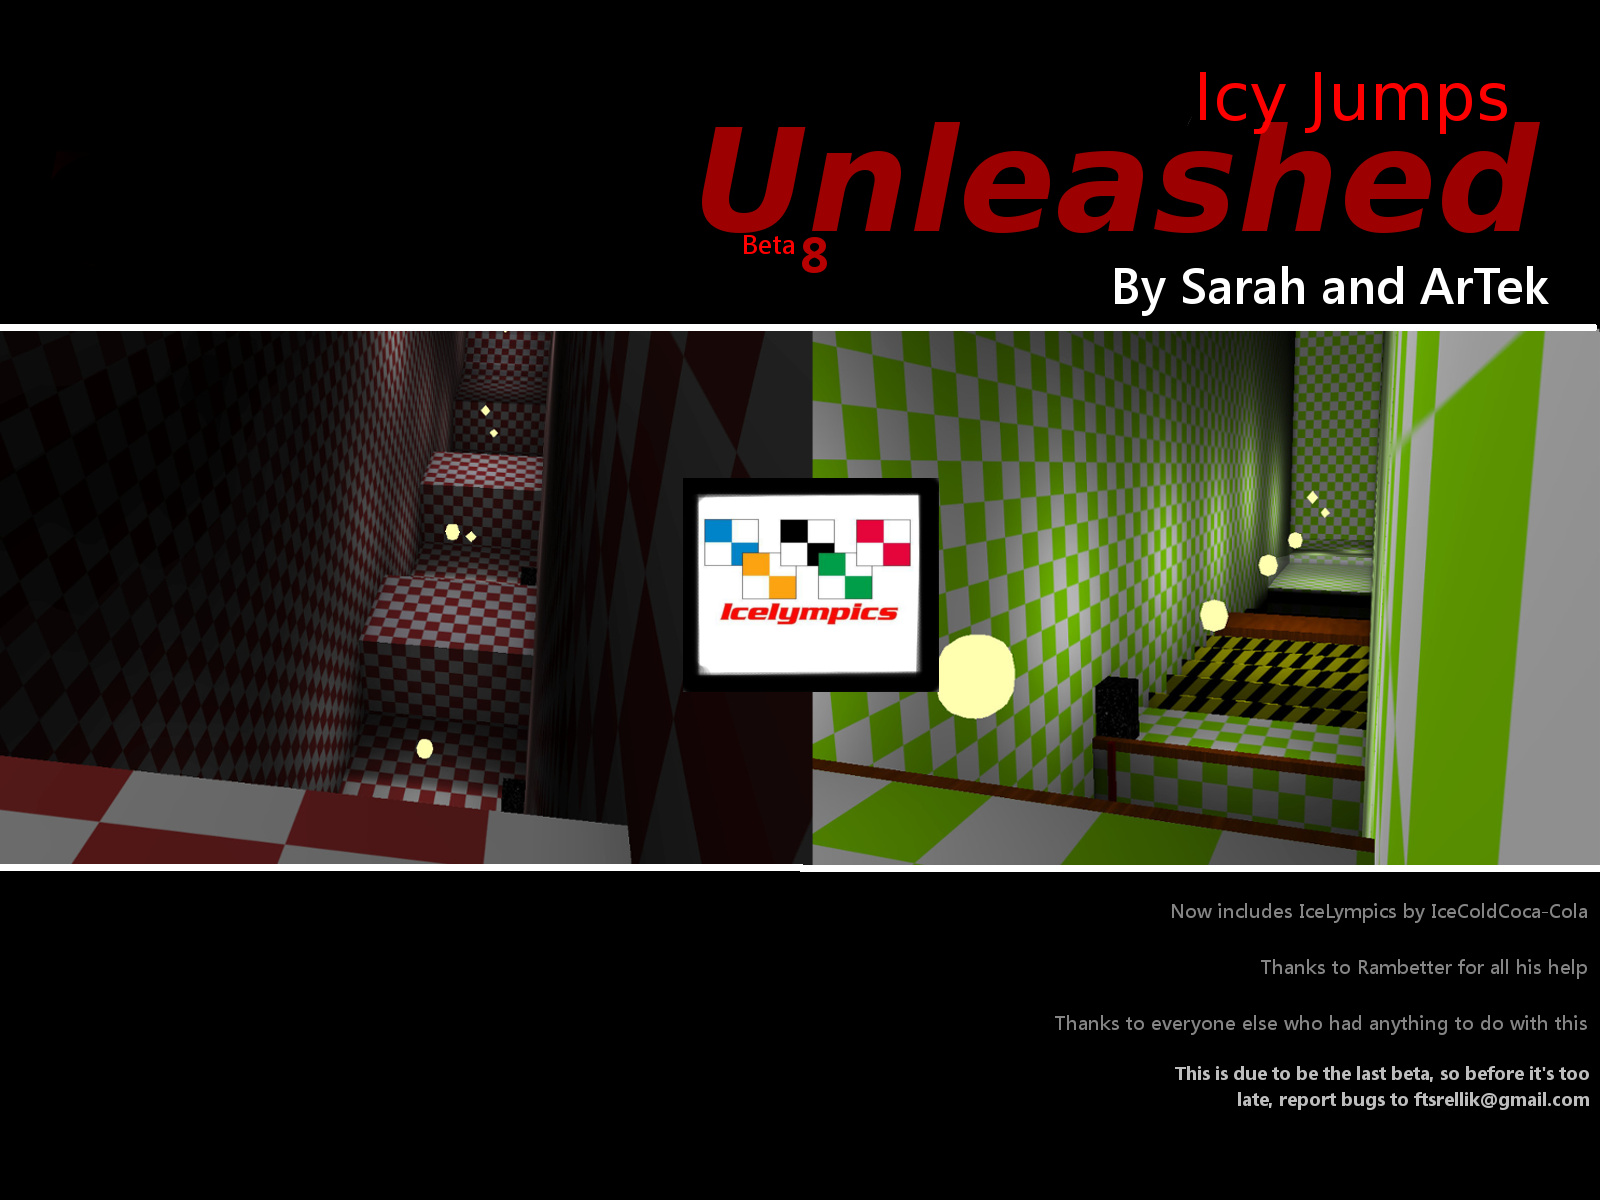 Icy Jumps
Unleashed
Beta 8
By Sarah and ArTek
Icelympics
Now includes IceLympics by IceColdCoca-Cola
Thanks to Rambetter for all his help
Thanks to everyone else who had anything to do with this
This is due to be the last beta, so before it's too
late, report bugs to ftsrellik@gmail.com